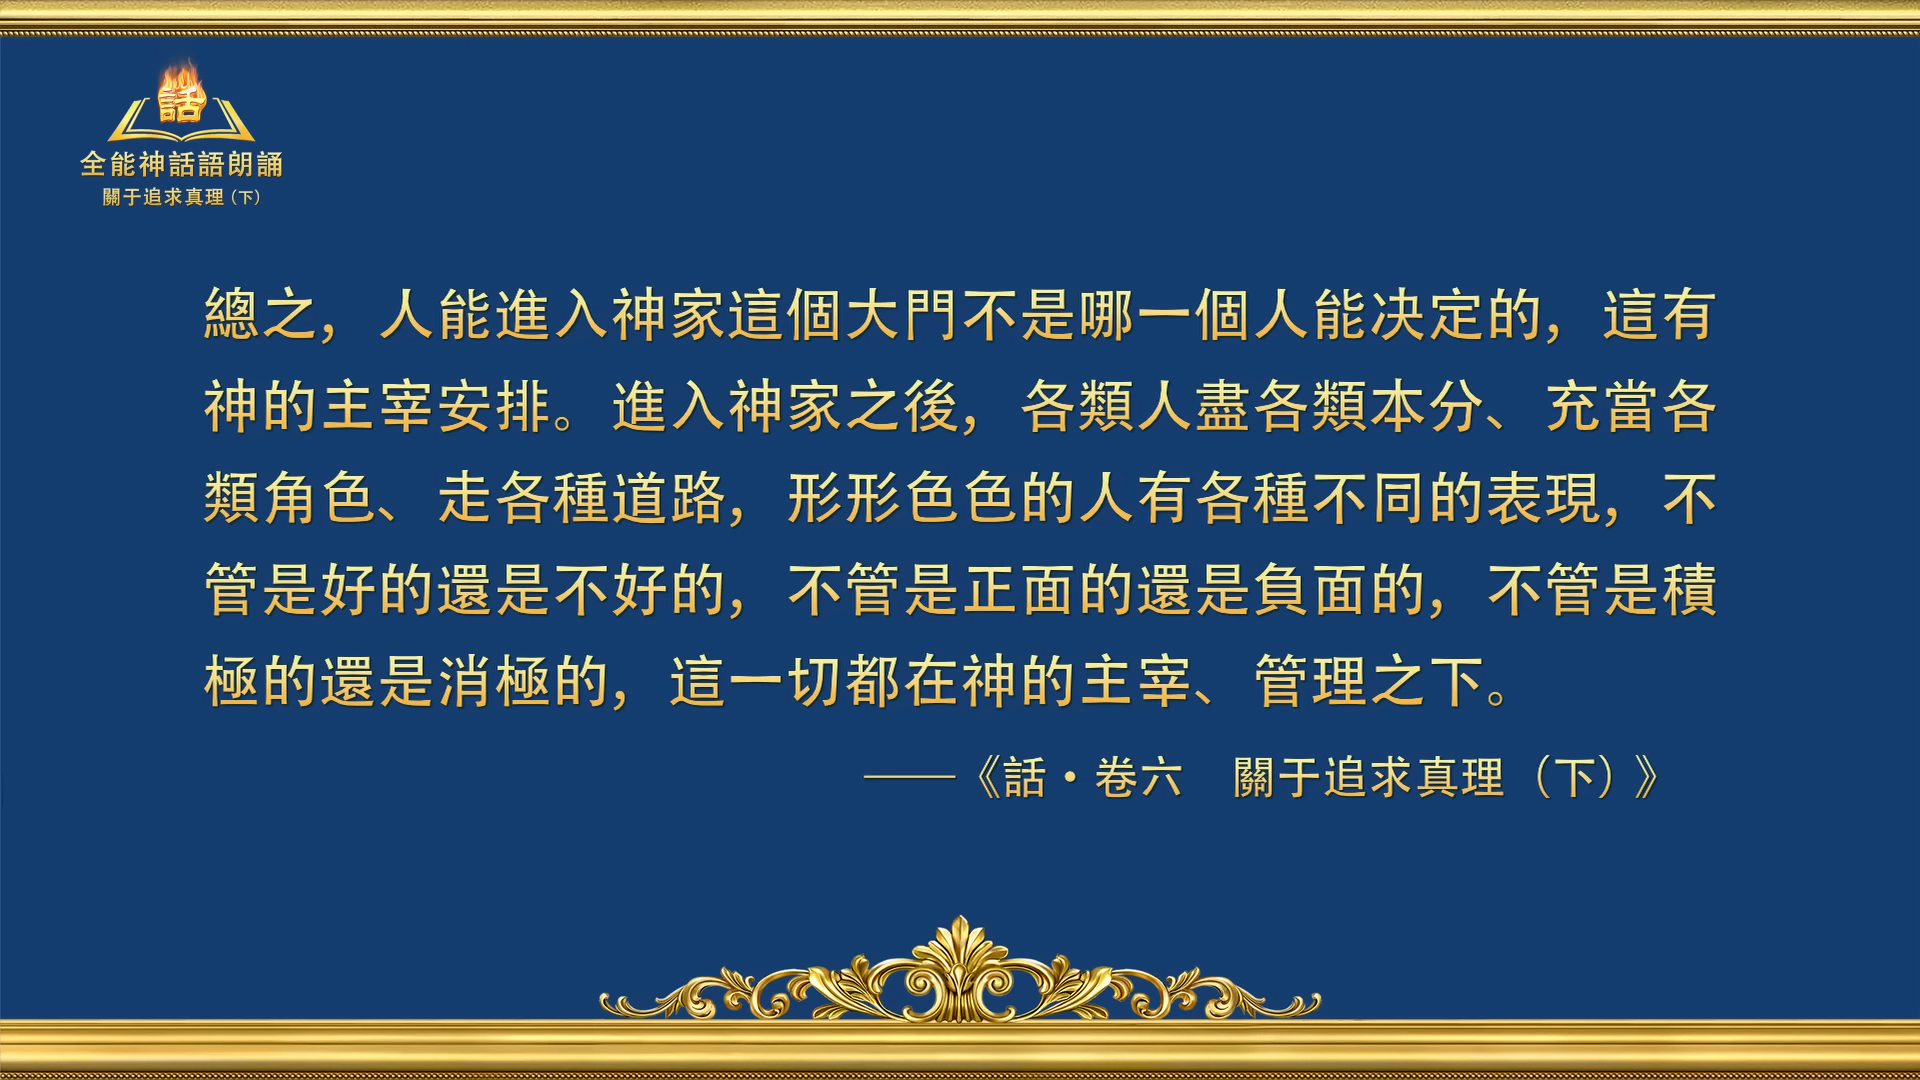 話
全能神話語朗誦
關于追求真理（下）
總之，人能進入神家這個大門不是哪一個人能決定的，這有
神的主宰安排。進入神家之後，各類人盡各類本分、充當各
類角色、走各種道路，形形色色的人有各種不同的表現，不
管是好的還是不好的，不管是正面的還是負面的，不管是積
極的還是消極的，這一切都在神的主宰、管理之下。
——《話・卷六　關于追求真理（下）》